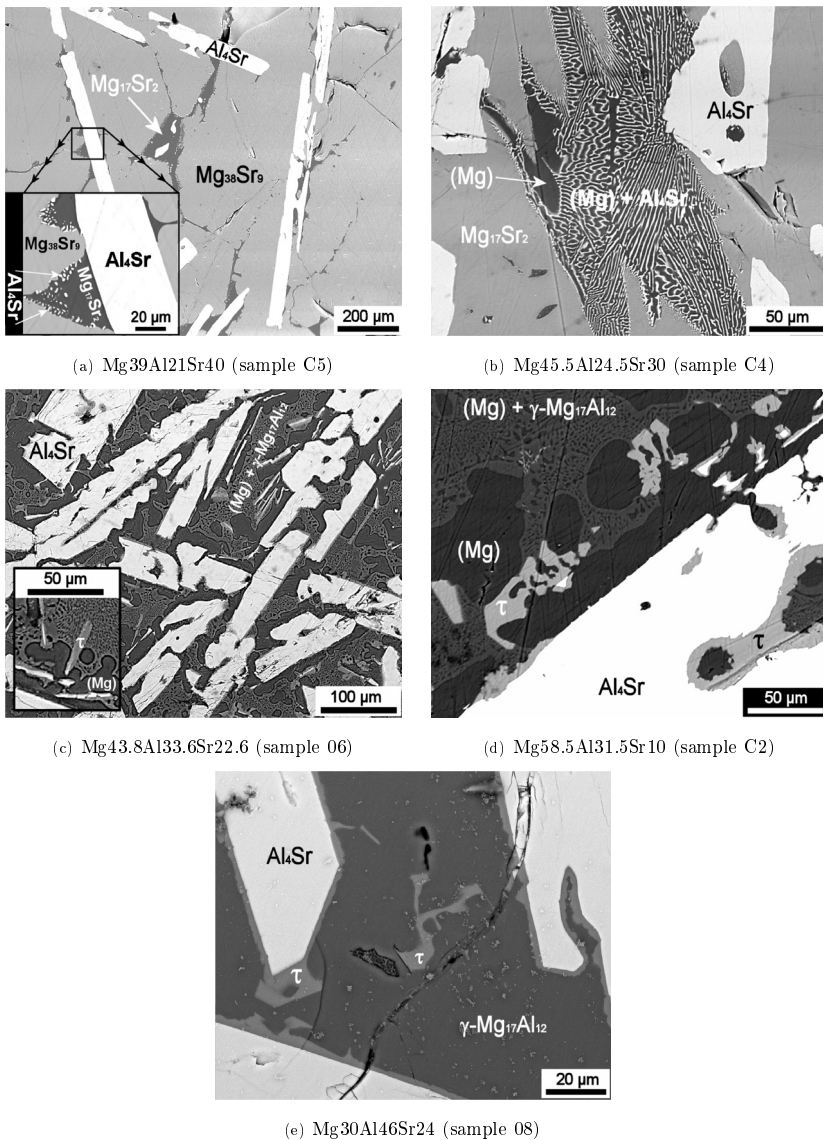 Al₄Sr
Mg₁₇Sr₂
Mg₃₈Sr₉
Mg₃₈Sr₉
Al₄Sr
Mg₁₇Sr₂
Al₄Sr
20 µm
200 µm
(a) Mg39Al21Sr40 (sample C5)
Al₄Sr
(Mg)
(Mg) + Al₄Sr
Mg₁₇Sr₂
50 µm
(b) Mg45.5Al24.5Sr30 (sample C4)
Al₄Sr
(Mg) + γ-Mg₁₇Al₁₂
50 µm
τ
(Mg)
100 µm
(c) Mg43.8Al33.6Sr22.6 (sample 06)
(Mg) + γ-Mg₁₇Al₁₂
(Mg)
τ
τ
Al₄Sr
50 µm
(d) Mg58.5Al31.5Sr10 (sample C2)
Al₄Sr
τ
τ
γ-Mg₁₇Al₁₂
20 µm
(e) Mg30Al46Sr24 (sample 08)